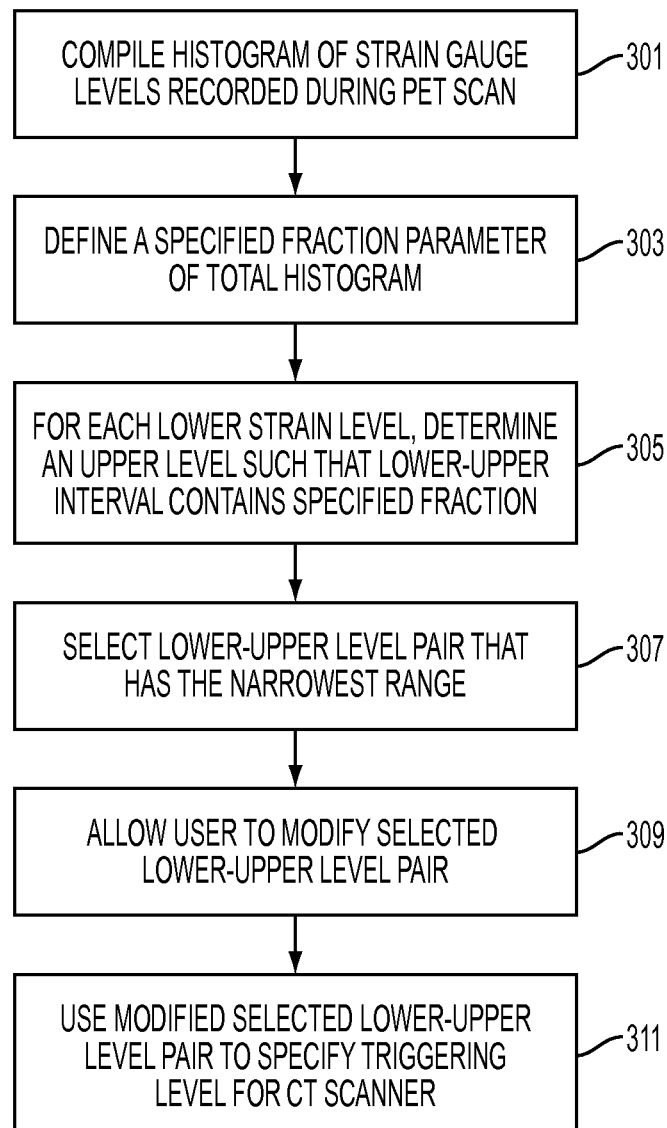 COMPILE HISTOGRAM OF STRAIN GAUGE
LEVELS RECORDED DURING PET SCAN
301
DEFINE A SPECIFIED FRACTION PARAMETER
OF TOTAL HISTOGRAM
303
FOR EACH LOWER STRAIN LEVEL, DETERMINE
AN UPPER LEVEL SUCH THAT LOWER-UPPER
INTERVAL CONTAINS SPECIFIED FRACTION
305
SELECT LOWER-UPPER LEVEL PAIR THAT
HAS THE NARROWEST RANGE
307
ALLOW USER TO MODIFY SELECTED
LOWER-UPPER LEVEL PAIR
309
USE MODIFIED SELECTED LOWER-UPPER
LEVEL PAIR TO SPECIFY TRIGGERING
LEVEL FOR CT SCANNER
311